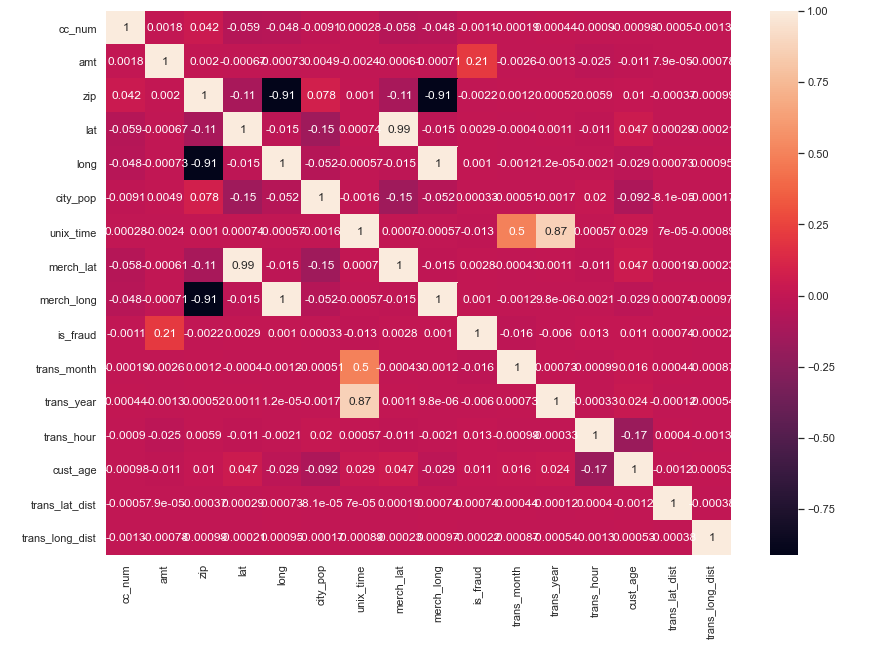 cc_num 1 0.0018 0.042 -0.059 -0.048 -0.0091 0.00028 -0.058 -0.048 -0.0011 -0.00019 0.00044 -0.0009 -0.00098 -0.0005 -0.0013
amt 0.0018 1 0.002 -0.00067 -0.00073 0.0049 -0.0024 -0.00061 -0.00071 0.21 -0.0026 -0.0013 -0.025 -0.011 7.9e-05 -0.00078
zip 0.042 0.002 1 -0.11 -0.91 0.078 0.001 -0.11 -0.91 -0.0022 0.0012 0.00052 0.0059 0.01 -0.00037 -0.00099
lat -0.059 -0.00067 -0.11 1 -0.015 -0.15 0.00074 0.99 -0.015 0.0029 -0.0004 0.0011 -0.011 0.047 0.00029 -0.00021
long -0.048 -0.00073 -0.91 -0.015 1 -0.052 -0.00057 -0.015 1 0.001 -0.0012 1.2e-05 -0.0021 -0.029 0.00073 0.00095
city_pop -0.0091 0.0049 0.078 -0.15 -0.052 1 -0.0016 -0.15 -0.052 0.00033 -0.00051 -0.0017 0.02 -0.092 -8.1e-05 -0.00017
unix_time 0.00028 -0.0024 0.001 0.00074 -0.00057 -0.0016 1 0.0007 -0.00057 -0.013 0.5 0.87 0.00057 0.029 7e-05 -0.00089
merch_lat -0.058 -0.00061 -0.11 0.99 -0.015 -0.15 0.0007 1 -0.015 0.0028 -0.00043 0.0011 -0.011 0.047 0.00019 -0.00023
merch_long -0.048 -0.00071 -0.91 -0.015 1 -0.052 -0.00057 -0.015 1 0.001 -0.0012 9.8e-06 -0.0021 -0.029 0.00074 0.00097
is_fraud -0.0011 0.21 -0.0022 0.0029 0.001 0.00033 -0.013 0.0028 0.001 1 -0.016 -0.006 0.013 0.011 0.00074 -0.00022
trans_month -0.00019 -0.0026 0.0012 -0.0004 -0.0012 -0.00051 0.5 -0.00043 -0.0012 -0.016 1 0.00073 -0.00099 0.016 0.00044 -0.00087
trans_year 0.00044 -0.0013 0.00052 0.0011 1.2e-05 -0.0017 0.87 0.0011 9.8e-06 -0.006 0.00073 1 -0.00033 0.024 -0.00012 -0.00054
trans_hour -0.0009 -0.025 0.0059 -0.011 -0.0021 0.02 0.00057 -0.011 -0.0021 0.013 -0.00099 -0.00033 1 -0.17 0.0004 -0.0013
cust_age -0.00098 -0.011 0.01 0.047 -0.029 -0.092 0.029 0.047 -0.029 0.011 0.016 0.024 -0.17 1 -0.0012 0.00053
trans_lat_dist -0.0005 7.9e-05 -0.00037 0.00029 0.00073 -8.1e-05 7e-05 0.00019 0.00074 0.00074 0.00044 -0.00012 0.0004 -0.0012 1 -0.00038
trans_long_dist -0.0013 -0.00078 -0.00099 -0.00021 0.00095 -0.00017 -0.00089 -0.00023 0.00097 -0.00022 -0.00087 -0.00054 -0.0013 0.00053 -0.00038 1
cc_num amt zip lat long city_pop unix_time merch_lat merch_long is_fraud trans_month trans_year trans_hour cust_age trans_lat_dist trans_long_dist
1.00
0.75
0.50
0.25
0.00
-0.25
-0.50
-0.75